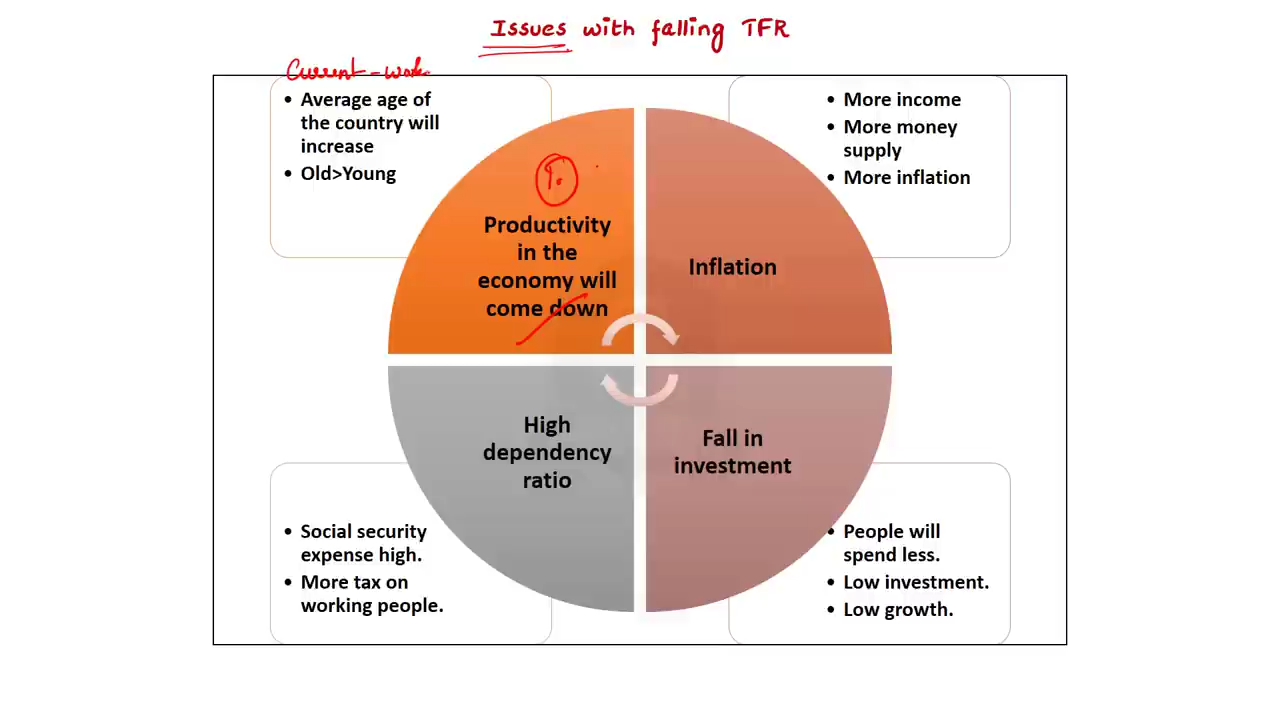 Issues with falling TFR
Current - work
• Average age of
the country will
increase
• Old>Young
Productivity
in the
economy will
come down
• More income
• More money
supply
• More inflation
Inflation
High
dependency
ratio
• Social security
expense high.
• More tax on
working people.
Fall in
investment
• People will
spend less.
• Low investment.
• Low growth.